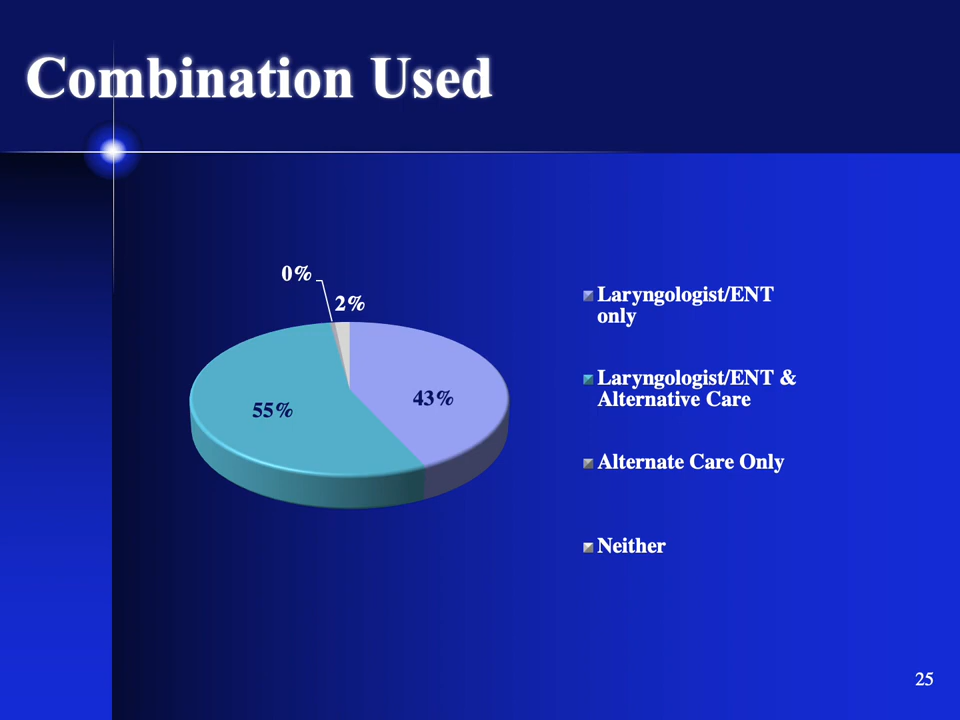 Combination Used
0%
2%
43%
55%
Laryngologist/ENT
only
Laryngologist/ENT &
Alternative Care
Alternate Care Only
Neither
25